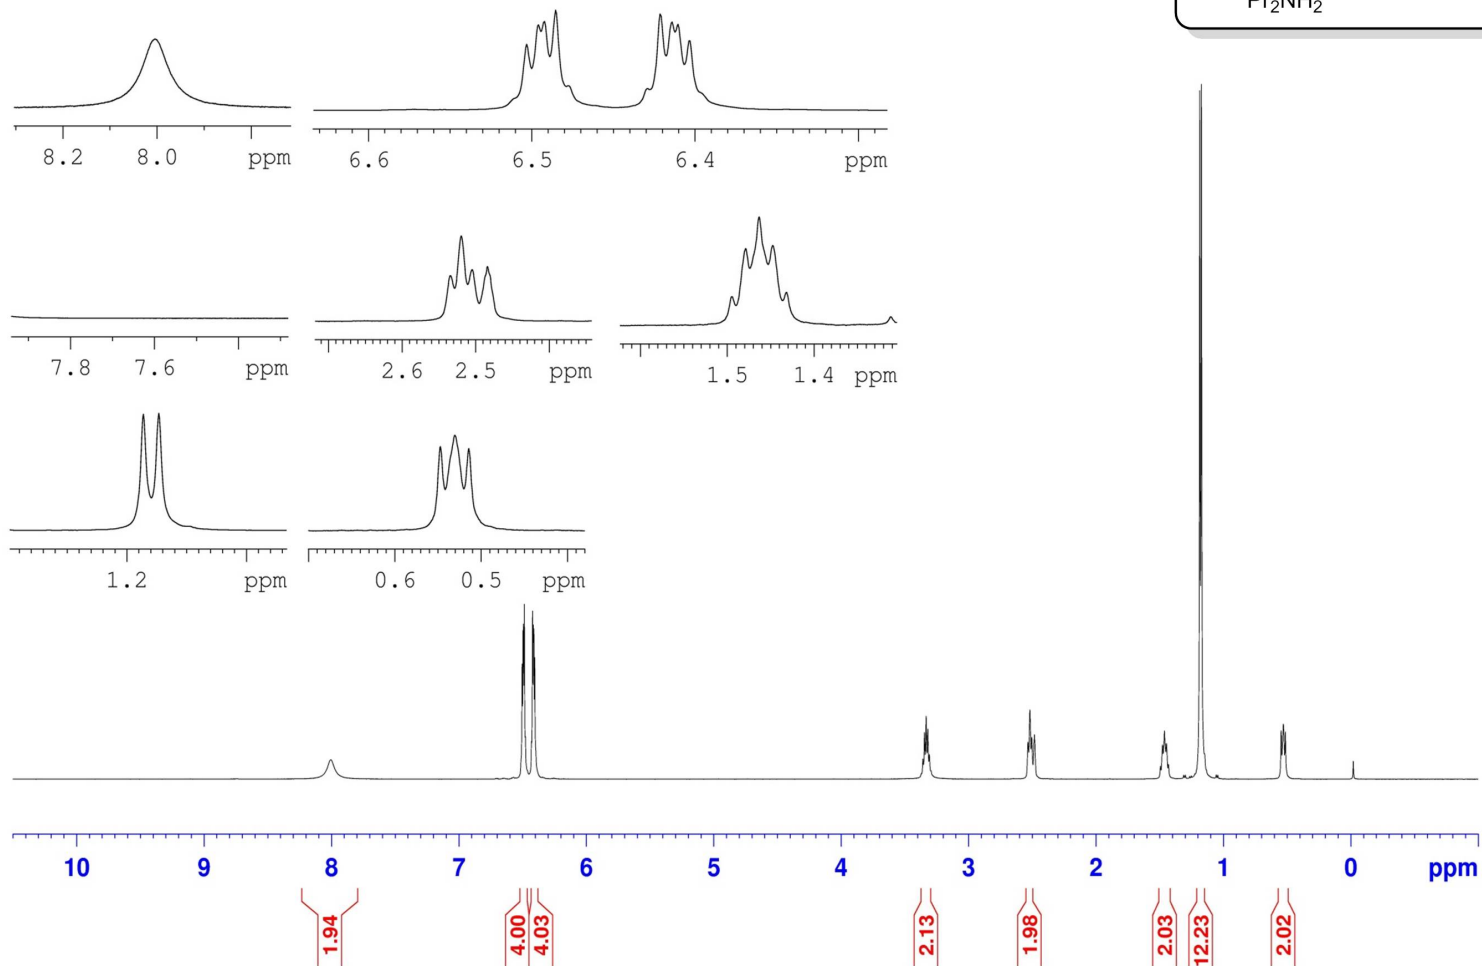 Pr₂NH₂
8.2 8.0 ppm
6.6 6.5 6.4 ppm
7.8 7.6 ppm
2.6 2.5 ppm
1.5 1.4 ppm
1.2 ppm
0.6 0.5 ppm
10 9 8 7 6 5 4 3 2 1 0 ppm
1.94 4.00 4.03 2.13 1.98 2.03 12.23 2.02